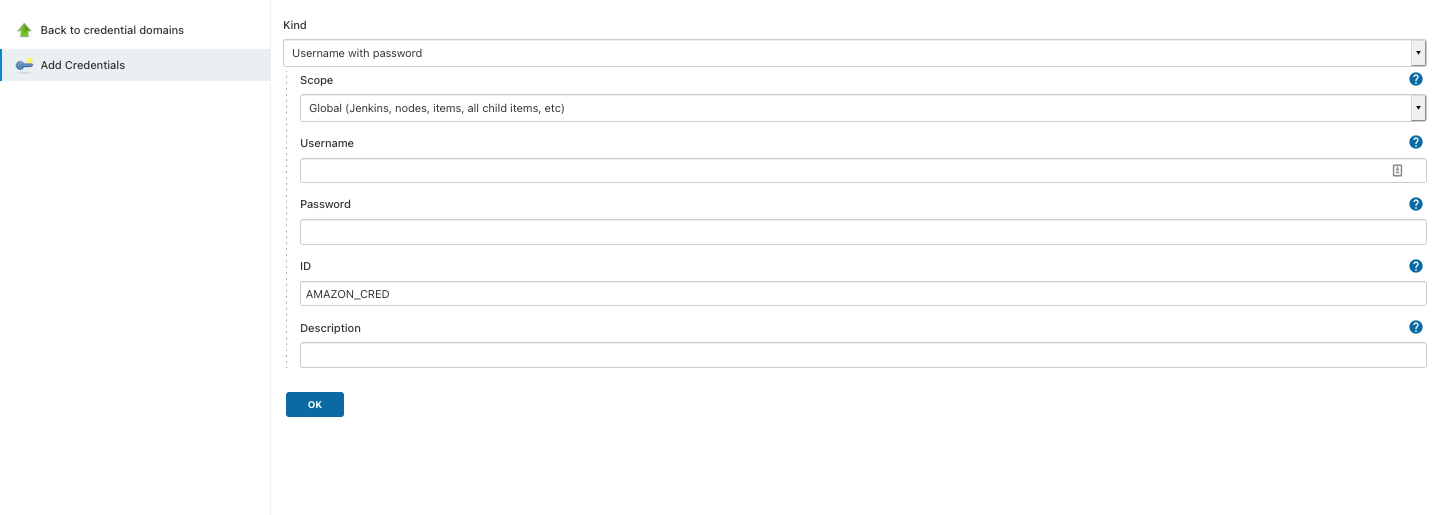 Back to credential domains
Add Credentials
Kind
Username with password
Scope
Global (Jenkins, nodes, items, all child items, etc)
Username
Password
ID
AMAZON_CRED
Description
OK